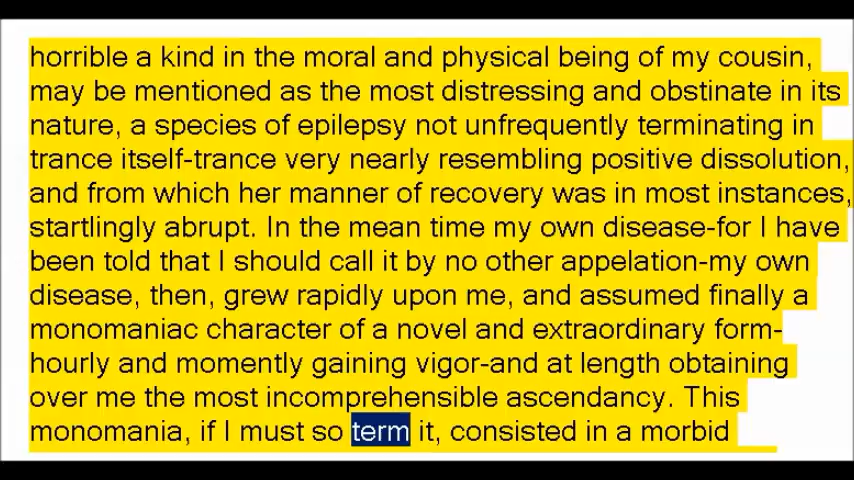 horrible a kind in the moral and physical being of my cousin,
may be mentioned as the most distressing and obstinate in its
nature, a species of epilepsy not unfrequently terminating in
trance itself-trance very nearly resembling positive dissolution,
and from which her manner of recovery was in most instances,
startlingly abrupt. In the mean time my own disease-for I have
been told that I should call it by no other appelation-my own
disease, then, grew rapidly upon me, and assumed finally a
monomaniac character of a novel and extraordinary form-
hourly and momently gaining vigor-and at length obtaining
over me the most incomprehensible ascendancy. This
monomania, if I must so term it, consisted in a morbid